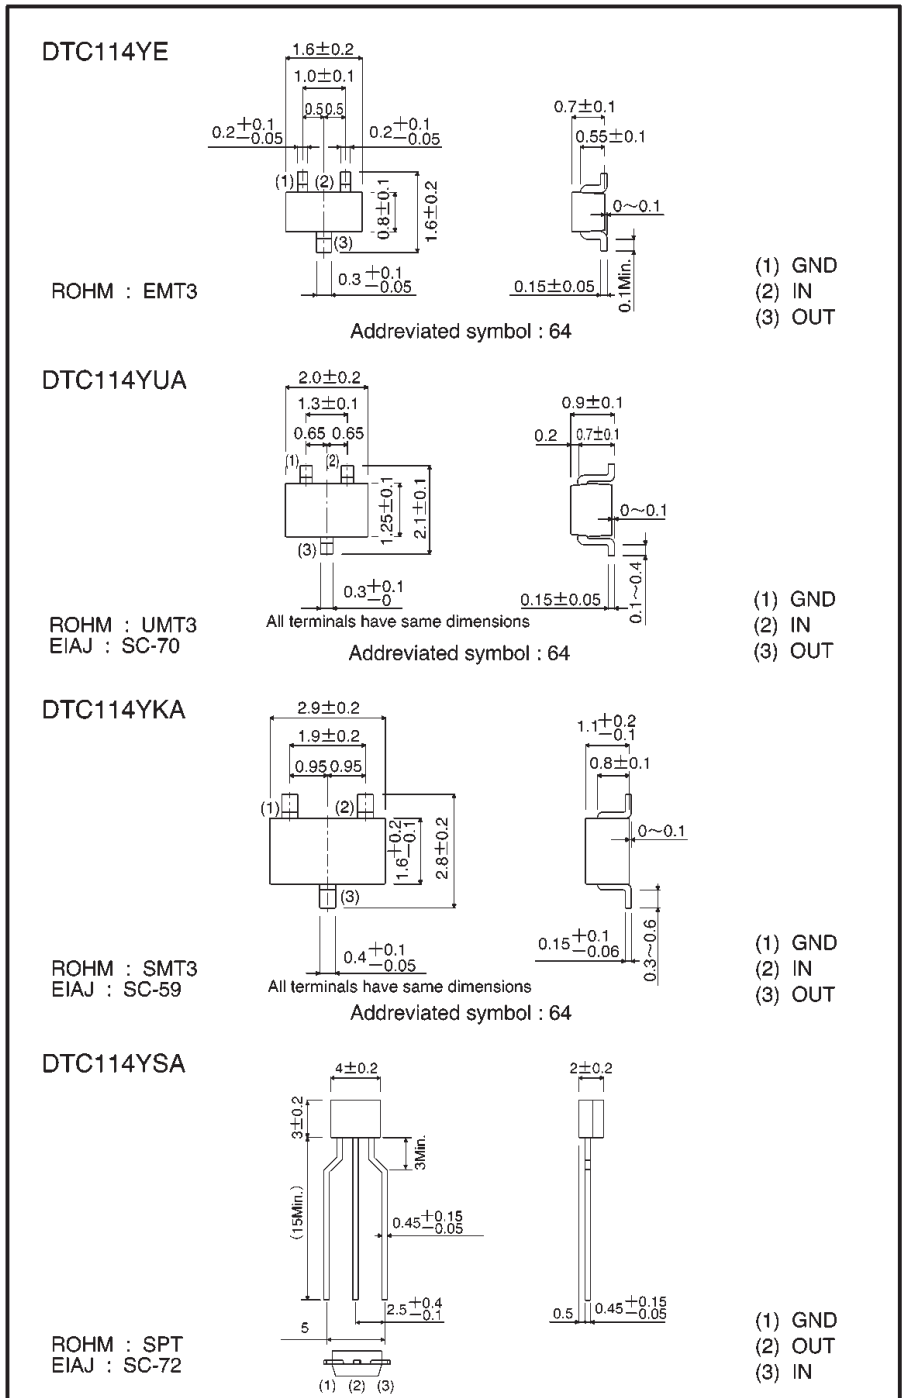 DTC114YE
1.6±0.2
1.0±0.1
0.5 0.5
0.2 +0.1 −0.05
0.2 +0.1 −0.05
(1) (2)
(3)
0.8±0.1
1.6±0.2
0.3 +0.1 −0.05
0.7±0.1
0.55±0.1
0〜0.1
0.15±0.05
0.1Min.
ROHM : EMT3
Addreviated symbol : 64
(1) GND
(2) IN
(3) OUT
DTC114YUA
2.0±0.2
1.3±0.1
0.65 0.65
(1) (2)
(3)
1.25±0.1
2.1±0.1
0.3 +0.1 −0
0.9±0.1
0.2 0.7±0.1
0〜0.1
0.15±0.05
0.1〜0.4
All terminals have same dimensions
ROHM : UMT3
EIAJ : SC-70
Addreviated symbol : 64
(1) GND
(2) IN
(3) OUT
DTC114YKA
2.9±0.2
1.9±0.2
0.95 0.95
(1) (2)
(3)
1.6 +0.2 −0.1
2.8±0.2
0.4 +0.1 −0.05
1.1 +0.2 −0.1
0.8±0.1
0〜0.1
0.15 +0.1 −0.06
0.3〜0.6
All terminals have same dimensions
ROHM : SMT3
EIAJ : SC-59
Addreviated symbol : 64
(1) GND
(2) IN
(3) OUT
DTC114YSA
4±0.2
2±0.2
3±0.2
3Min.
(15Min.)
0.45 +0.15 −0.05
2.5 +0.4 −0.1
5
0.5 0.45 +0.15 −0.05
(1) (2) (3)
ROHM : SPT
EIAJ : SC-72
(1) GND
(2) OUT
(3) IN